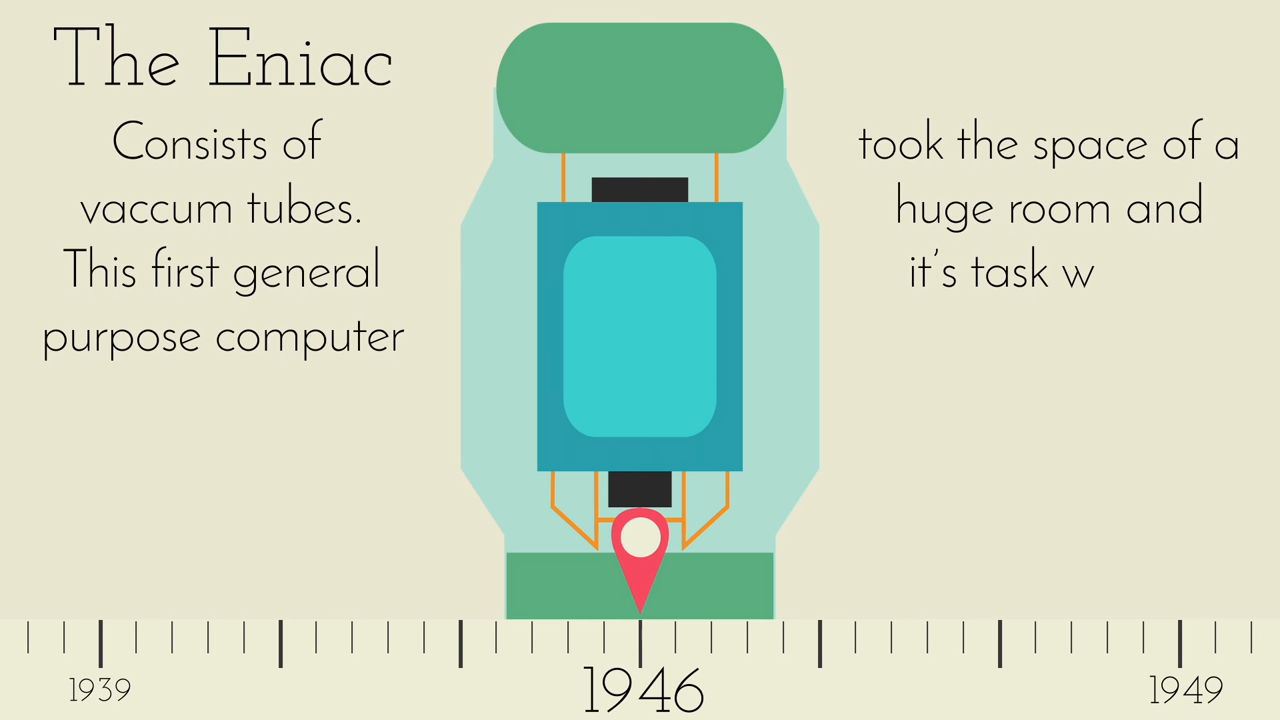 The Eniac
Consists of
vaccum tubes.
This first general
purpose computer
took the space of a
huge room and
it's task w
1939
1946
1949